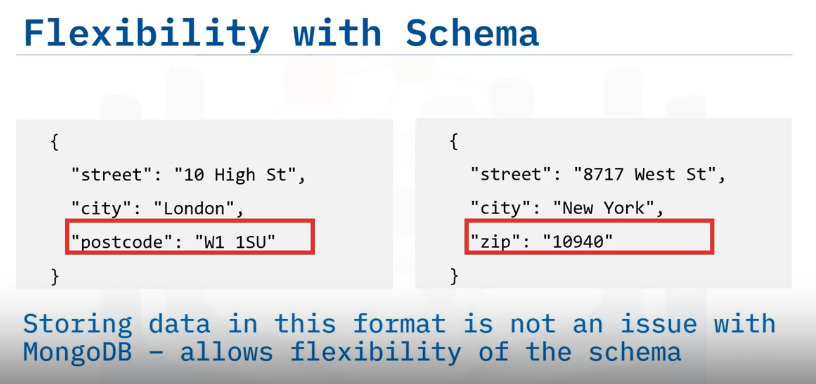 Flexibility with Schema
{
"street": "10 High St",
"city": "London",
"postcode": "W1 1SU"
}
{
"street": "8717 West St",
"city": "New York",
"zip": "10940"
}
Storing data in this format is not an issue with
MongoDB – allows flexibility of the schema